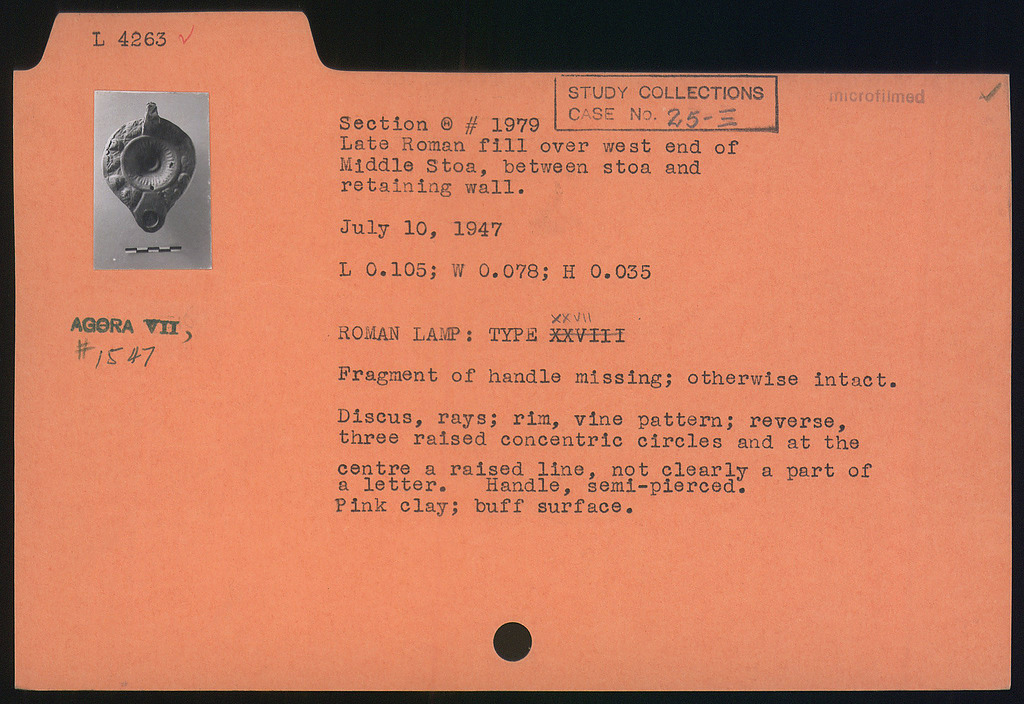 L 4263 ✓
STUDY COLLECTIONS
CASE No. 25-Ξ
microfilmed ✓
Section Ⓗ # 1979
Late Roman fill over west end of
Middle Stoa, between stoa and
retaining wall.
July 10, 1947
L 0.105; W 0.078; H 0.035
AGORA VII,
#1547
XXVII
ROMAN LAMP: TYPE XXVIII
Fragment of handle missing; otherwise intact.
Discus, rays; rim, vine pattern; reverse,
three raised concentric circles and at the
centre a raised line, not clearly a part of
a letter. Handle, semi-pierced.
Pink clay; buff surface.